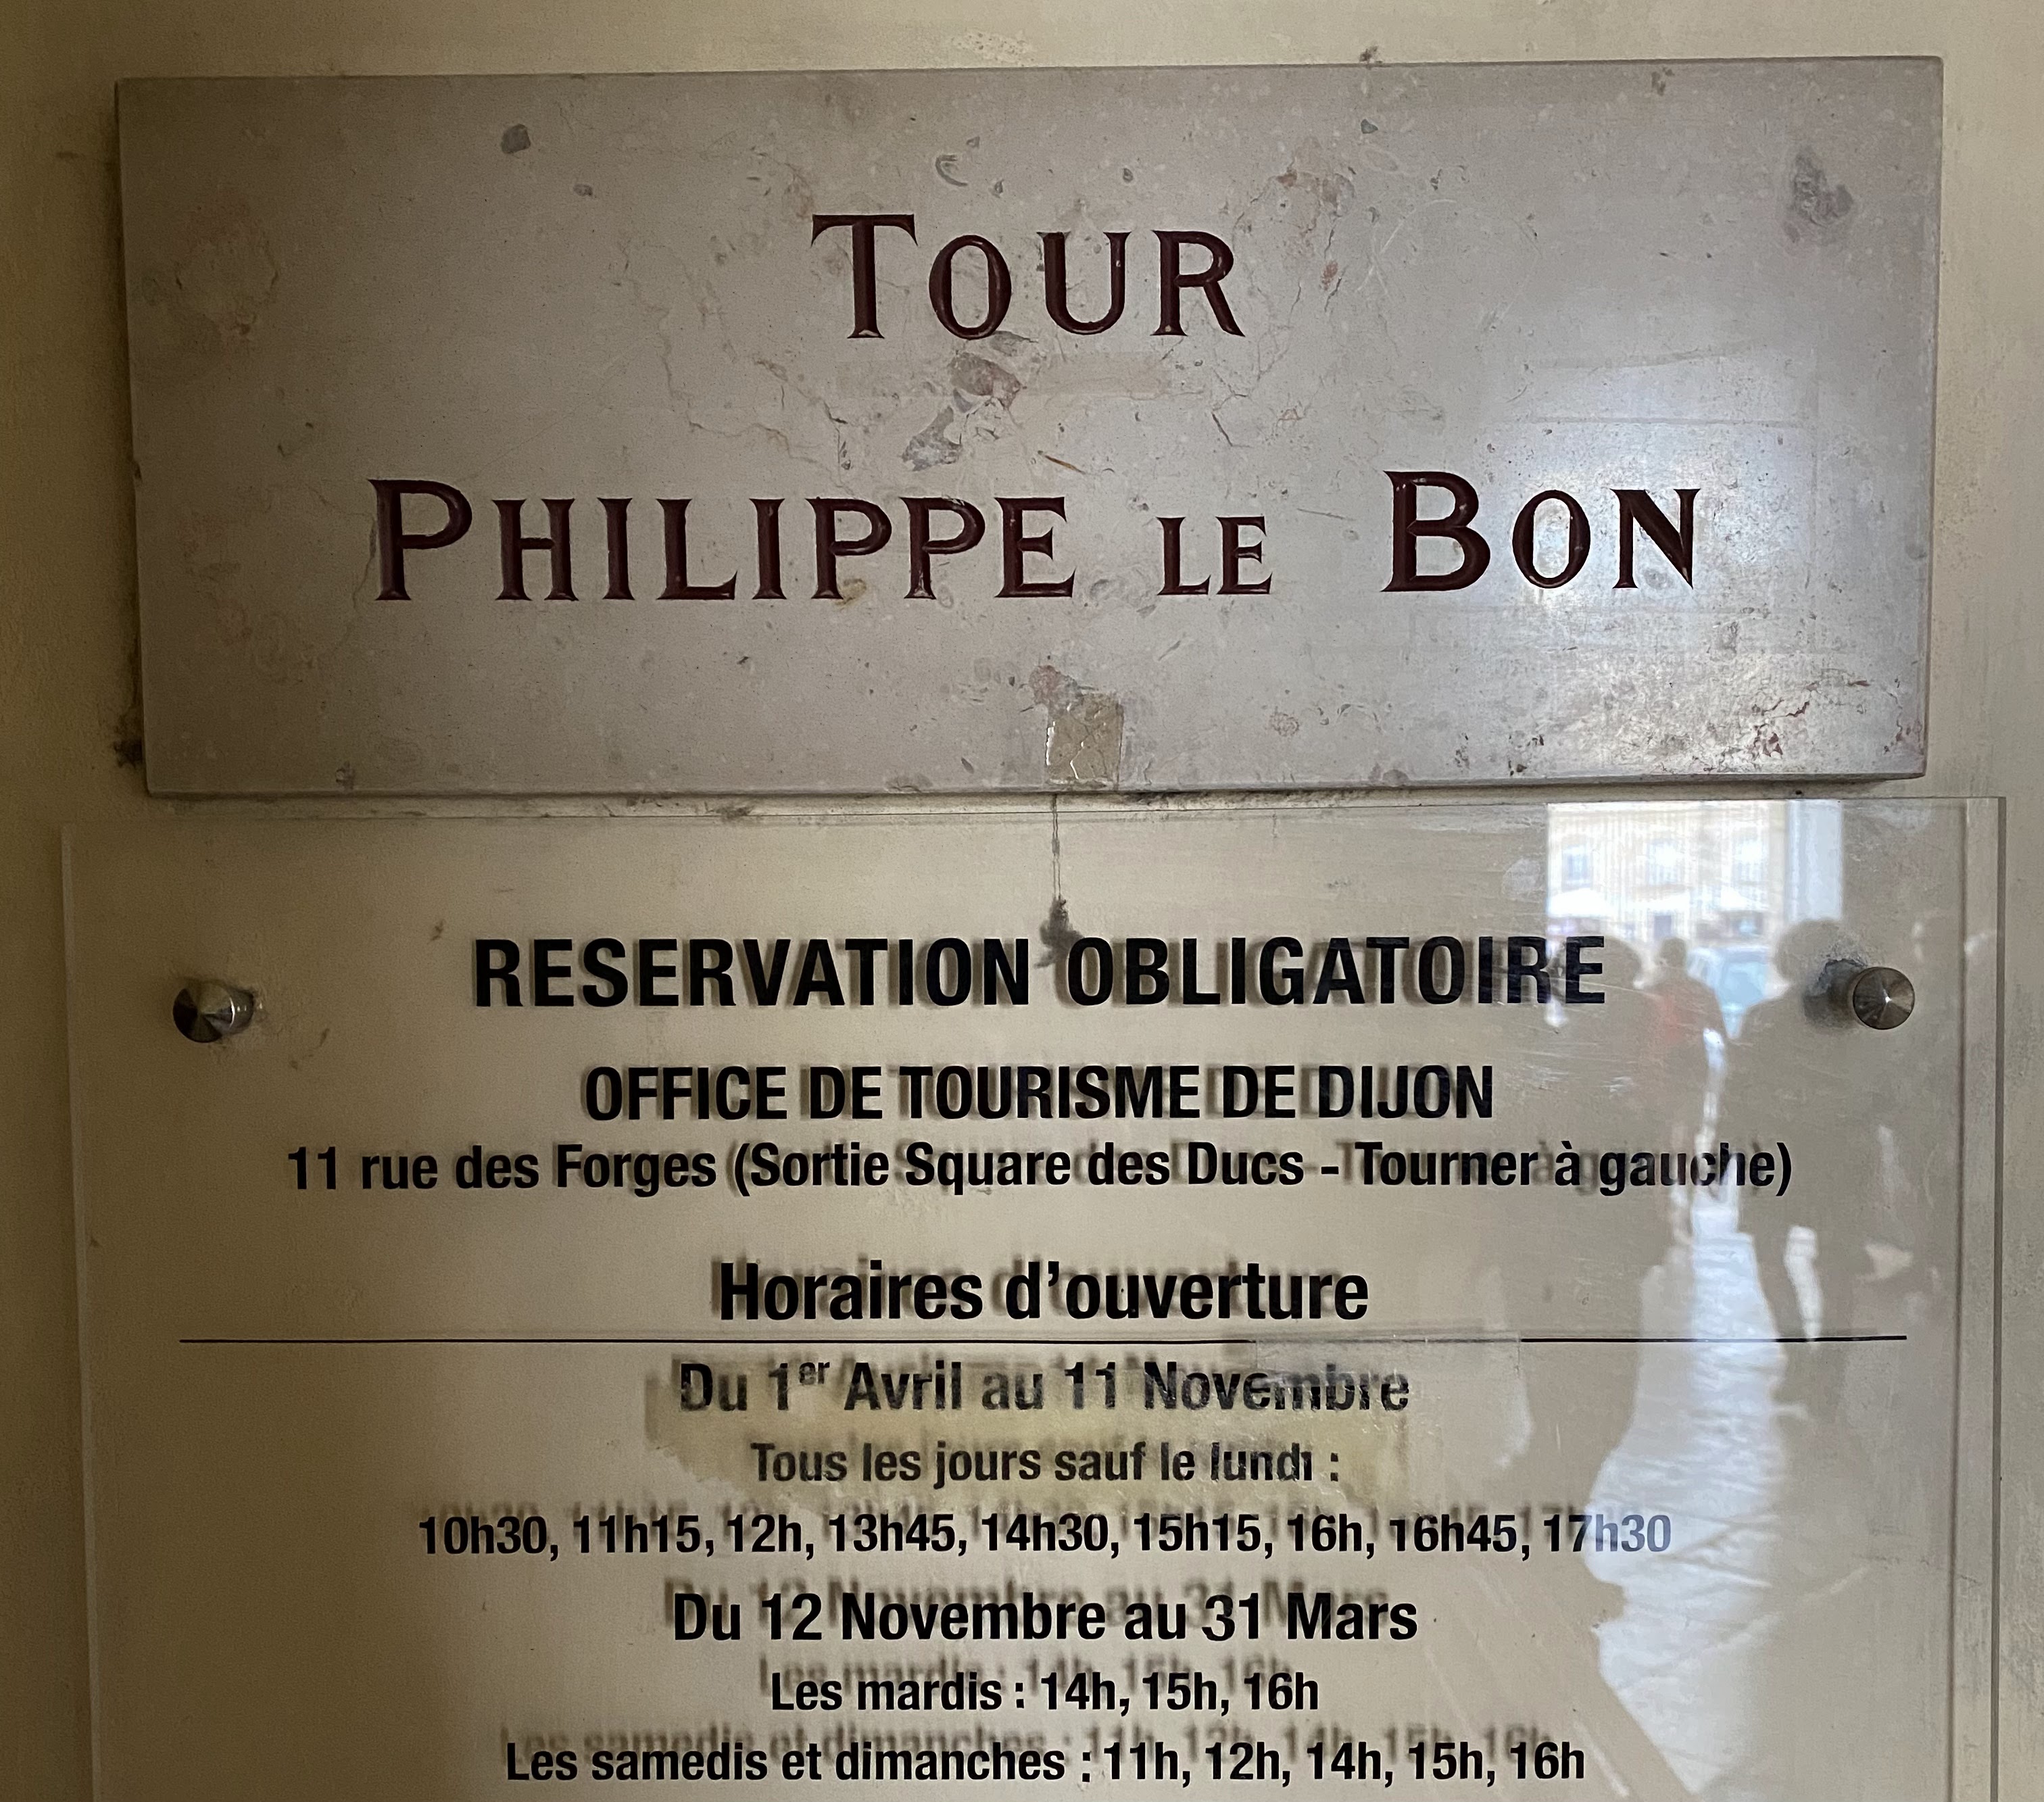 TOUR
PHILIPPE LE BON
RESERVATION OBLIGATOIRE
OFFICE DE TOURISME DE DIJON
11 rue des Forges (Sortie Square des Ducs - Tourner à gauche)
Horaires d’ouverture
Du 1er Avril au 11 Novembre
Tous les jours sauf le lundi :
10h30, 11h15, 12h, 13h45, 14h30, 15h15, 16h, 16h45, 17h30
Du 12 Novembre au 31 Mars
Les mardis : 14h, 15h, 16h
Les samedis et dimanches : 11h, 12h, 14h, 15h, 16h